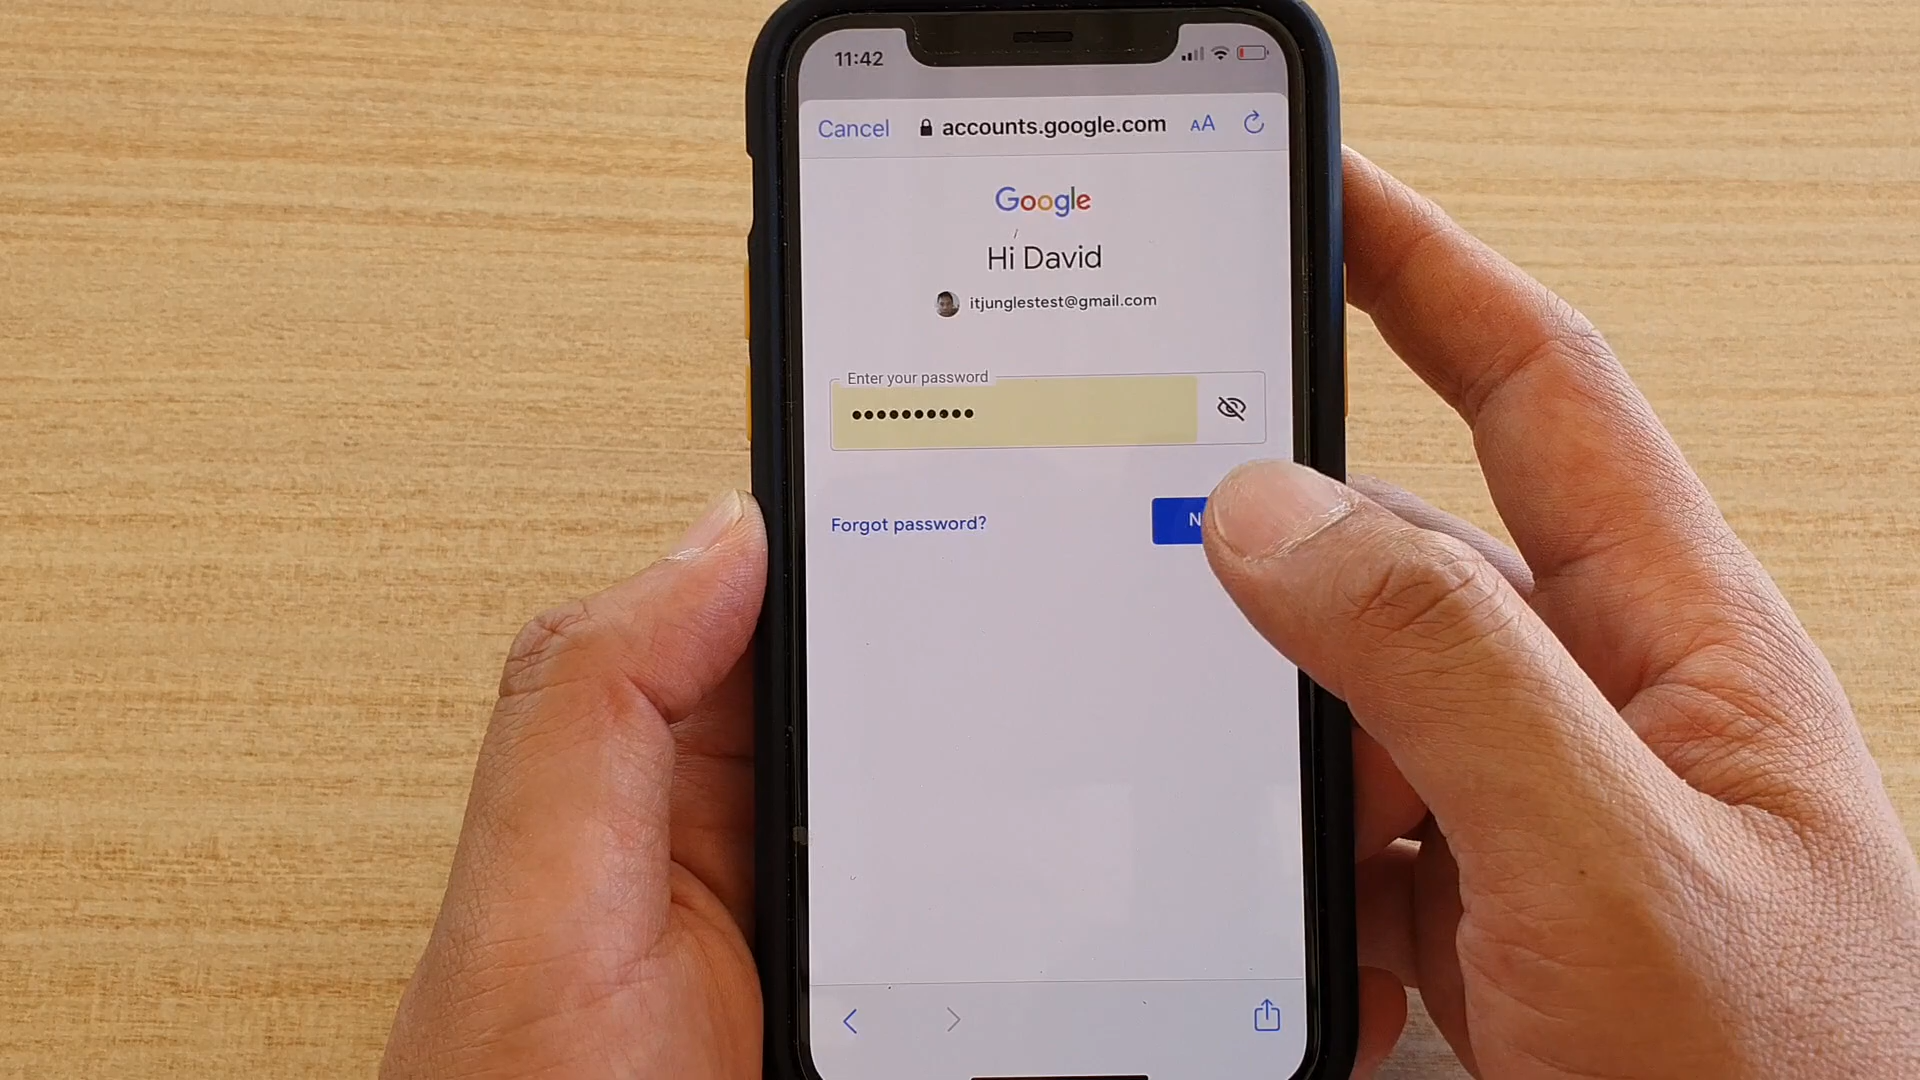 11:42
Cancel accounts.google.com AA
Google
Hi David
itjunglestest@gmail.com
Enter your password
••••••••••
Forgot password?